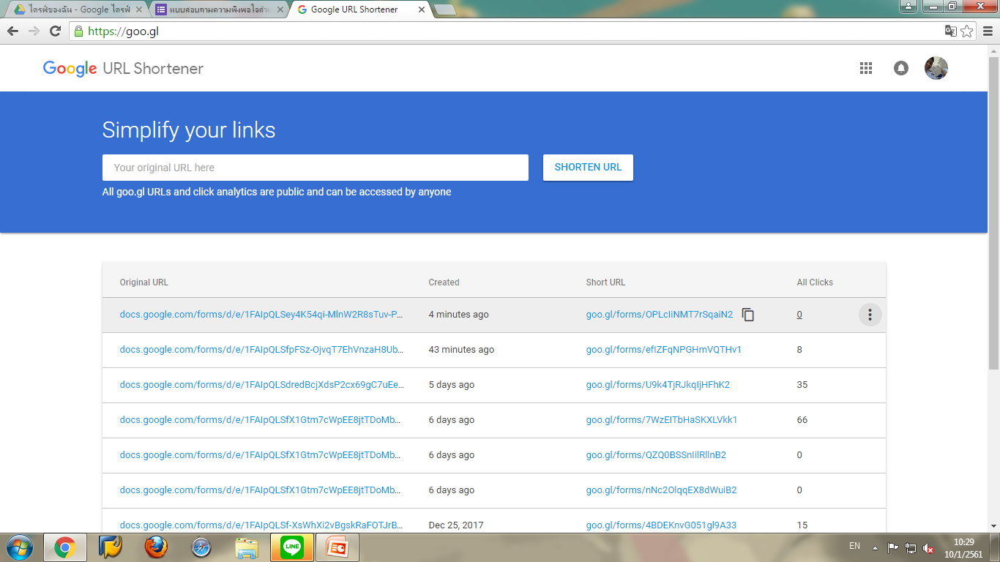 ไดรฟ์ของฉัน - Google ไดรฟ์
แบบสอบถามความพึงพอใจสำห
Google URL Shortener
https://goo.gl
Google URL Shortener
Simplify your links
Your original URL here
SHORTEN URL
All goo.gl URLs and click analytics are public and can be accessed by anyone
Original URL Created Short URL All Clicks
docs.google.com/forms/d/e/1FAIpQLSey4K54qi-MlnW2R8sTuv-P... 4 minutes ago goo.gl/forms/OPLcIiNMT7rSqaiN2 0
docs.google.com/forms/d/e/1FAIpQLSfpFSz-OjvqT7EhVnzaH8Ub... 43 minutes ago goo.gl/forms/efIZFqNPGHmVQTHv1 8
docs.google.com/forms/d/e/1FAIpQLSdredBcjXdsP2cx69gC7uEe... 5 days ago goo.gl/forms/U9k4TjRJkqIjHFhK2 35
docs.google.com/forms/d/e/1FAIpQLSfX1Gtm7cWpEE8jtTDoMb... 6 days ago goo.gl/forms/7WzEITbHaSKXLVkk1 66
docs.google.com/forms/d/e/1FAIpQLSfX1Gtm7cWpEE8jtTDoMb... 6 days ago goo.gl/forms/QZQ0BSSnIilRllnB2 0
docs.google.com/forms/d/e/1FAIpQLSfX1Gtm7cWpEE8jtTDoMb... 6 days ago goo.gl/forms/nNc2OlqqEX8dWuiB2 0
docs.google.com/forms/d/e/1FAIpQLSf-XsWhXi2vBgskRaFOTJrB... Dec 25, 2017 goo.gl/forms/4BDEKnvG051gl9A33 15
LINE
EN
10:29
10/1/2561